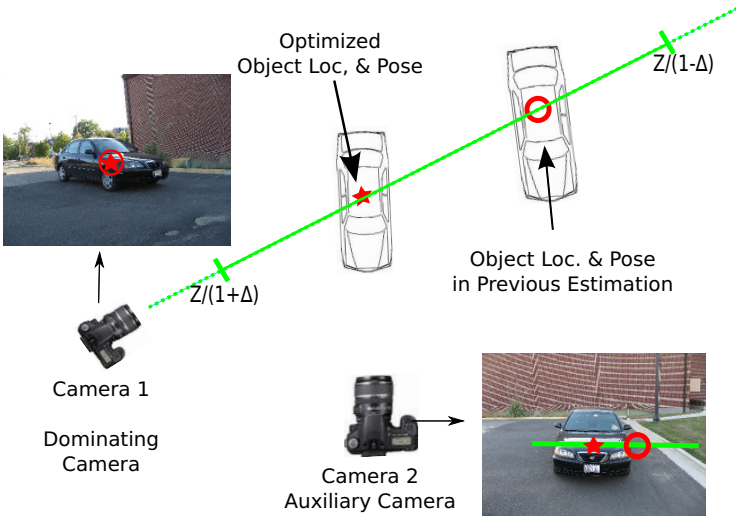 Optimized
Object Loc, & Pose
Z/(1-Δ)
Object Loc. & Pose
in Previous Estimation
Z/(1+Δ)
Camera 1
Dominating
Camera
Camera 2
Auxiliary Camera